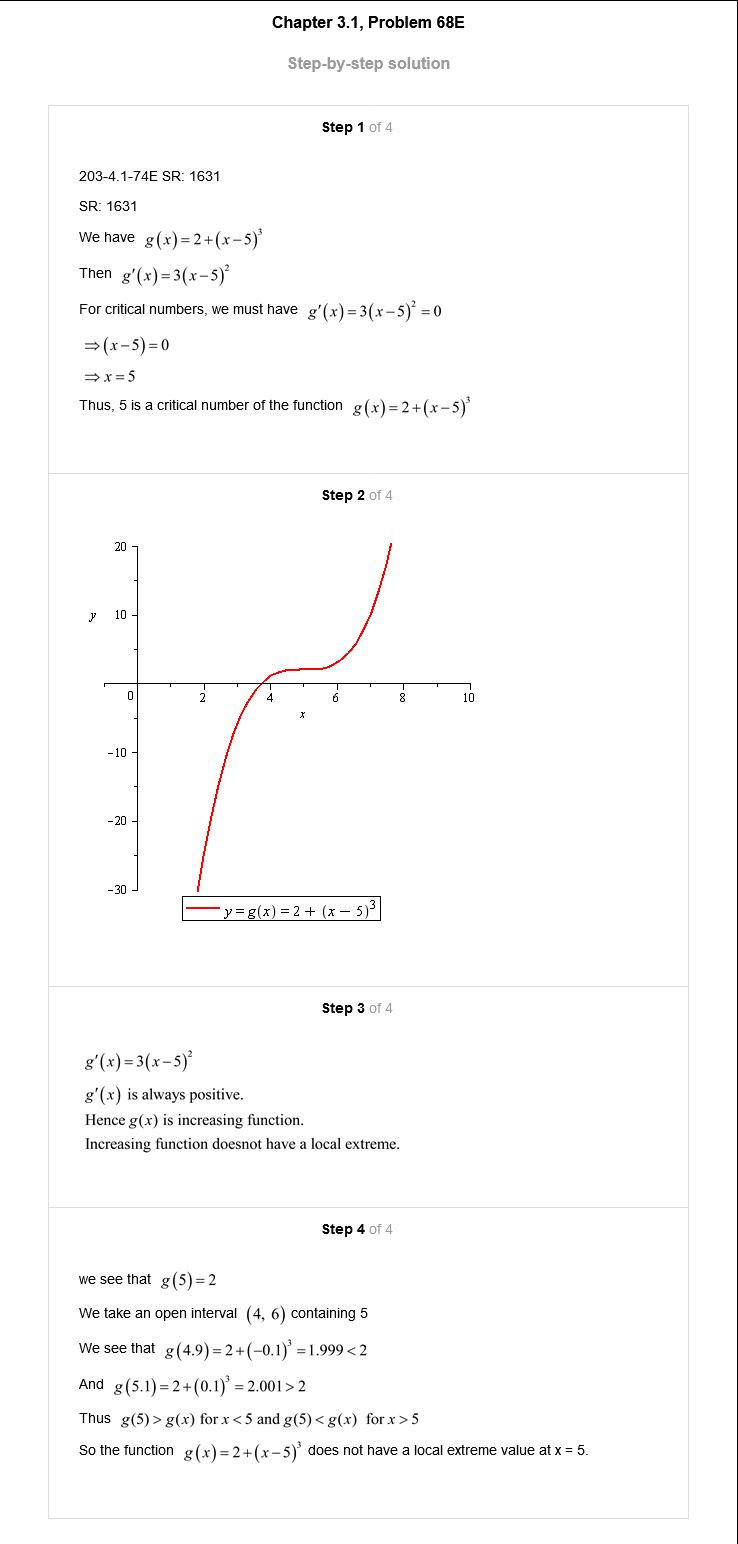 Chapter 3.1, Problem 68E
Step-by-step solution
Step 1 of 4
203-4.1-74E SR: 1631
SR: 1631
We have g(x)=2+(x−5)³
Then g′(x)=3(x−5)²
For critical numbers, we must have g′(x)=3(x−5)²=0
⇒(x−5)=0
⇒x=5
Thus, 5 is a critical number of the function g(x)=2+(x−5)³
Step 2 of 4
20
y 10
0 2 4 6 8 10
x
−10
−20
−30
y=g(x)=2+(x−5)³
Step 3 of 4
g′(x)=3(x−5)²
g′(x) is always positive.
Hence g(x) is increasing function.
Increasing function doesnot have a local extreme.
Step 4 of 4
we see that g(5)=2
We take an open interval (4, 6) containing 5
We see that g(4.9)=2+(−0.1)³=1.999<2
And g(5.1)=2+(0.1)³=2.001>2
Thus g(5)>g(x) for x<5 and g(5)<g(x) for x>5
So the function g(x)=2+(x−5)³ does not have a local extreme value at x = 5.